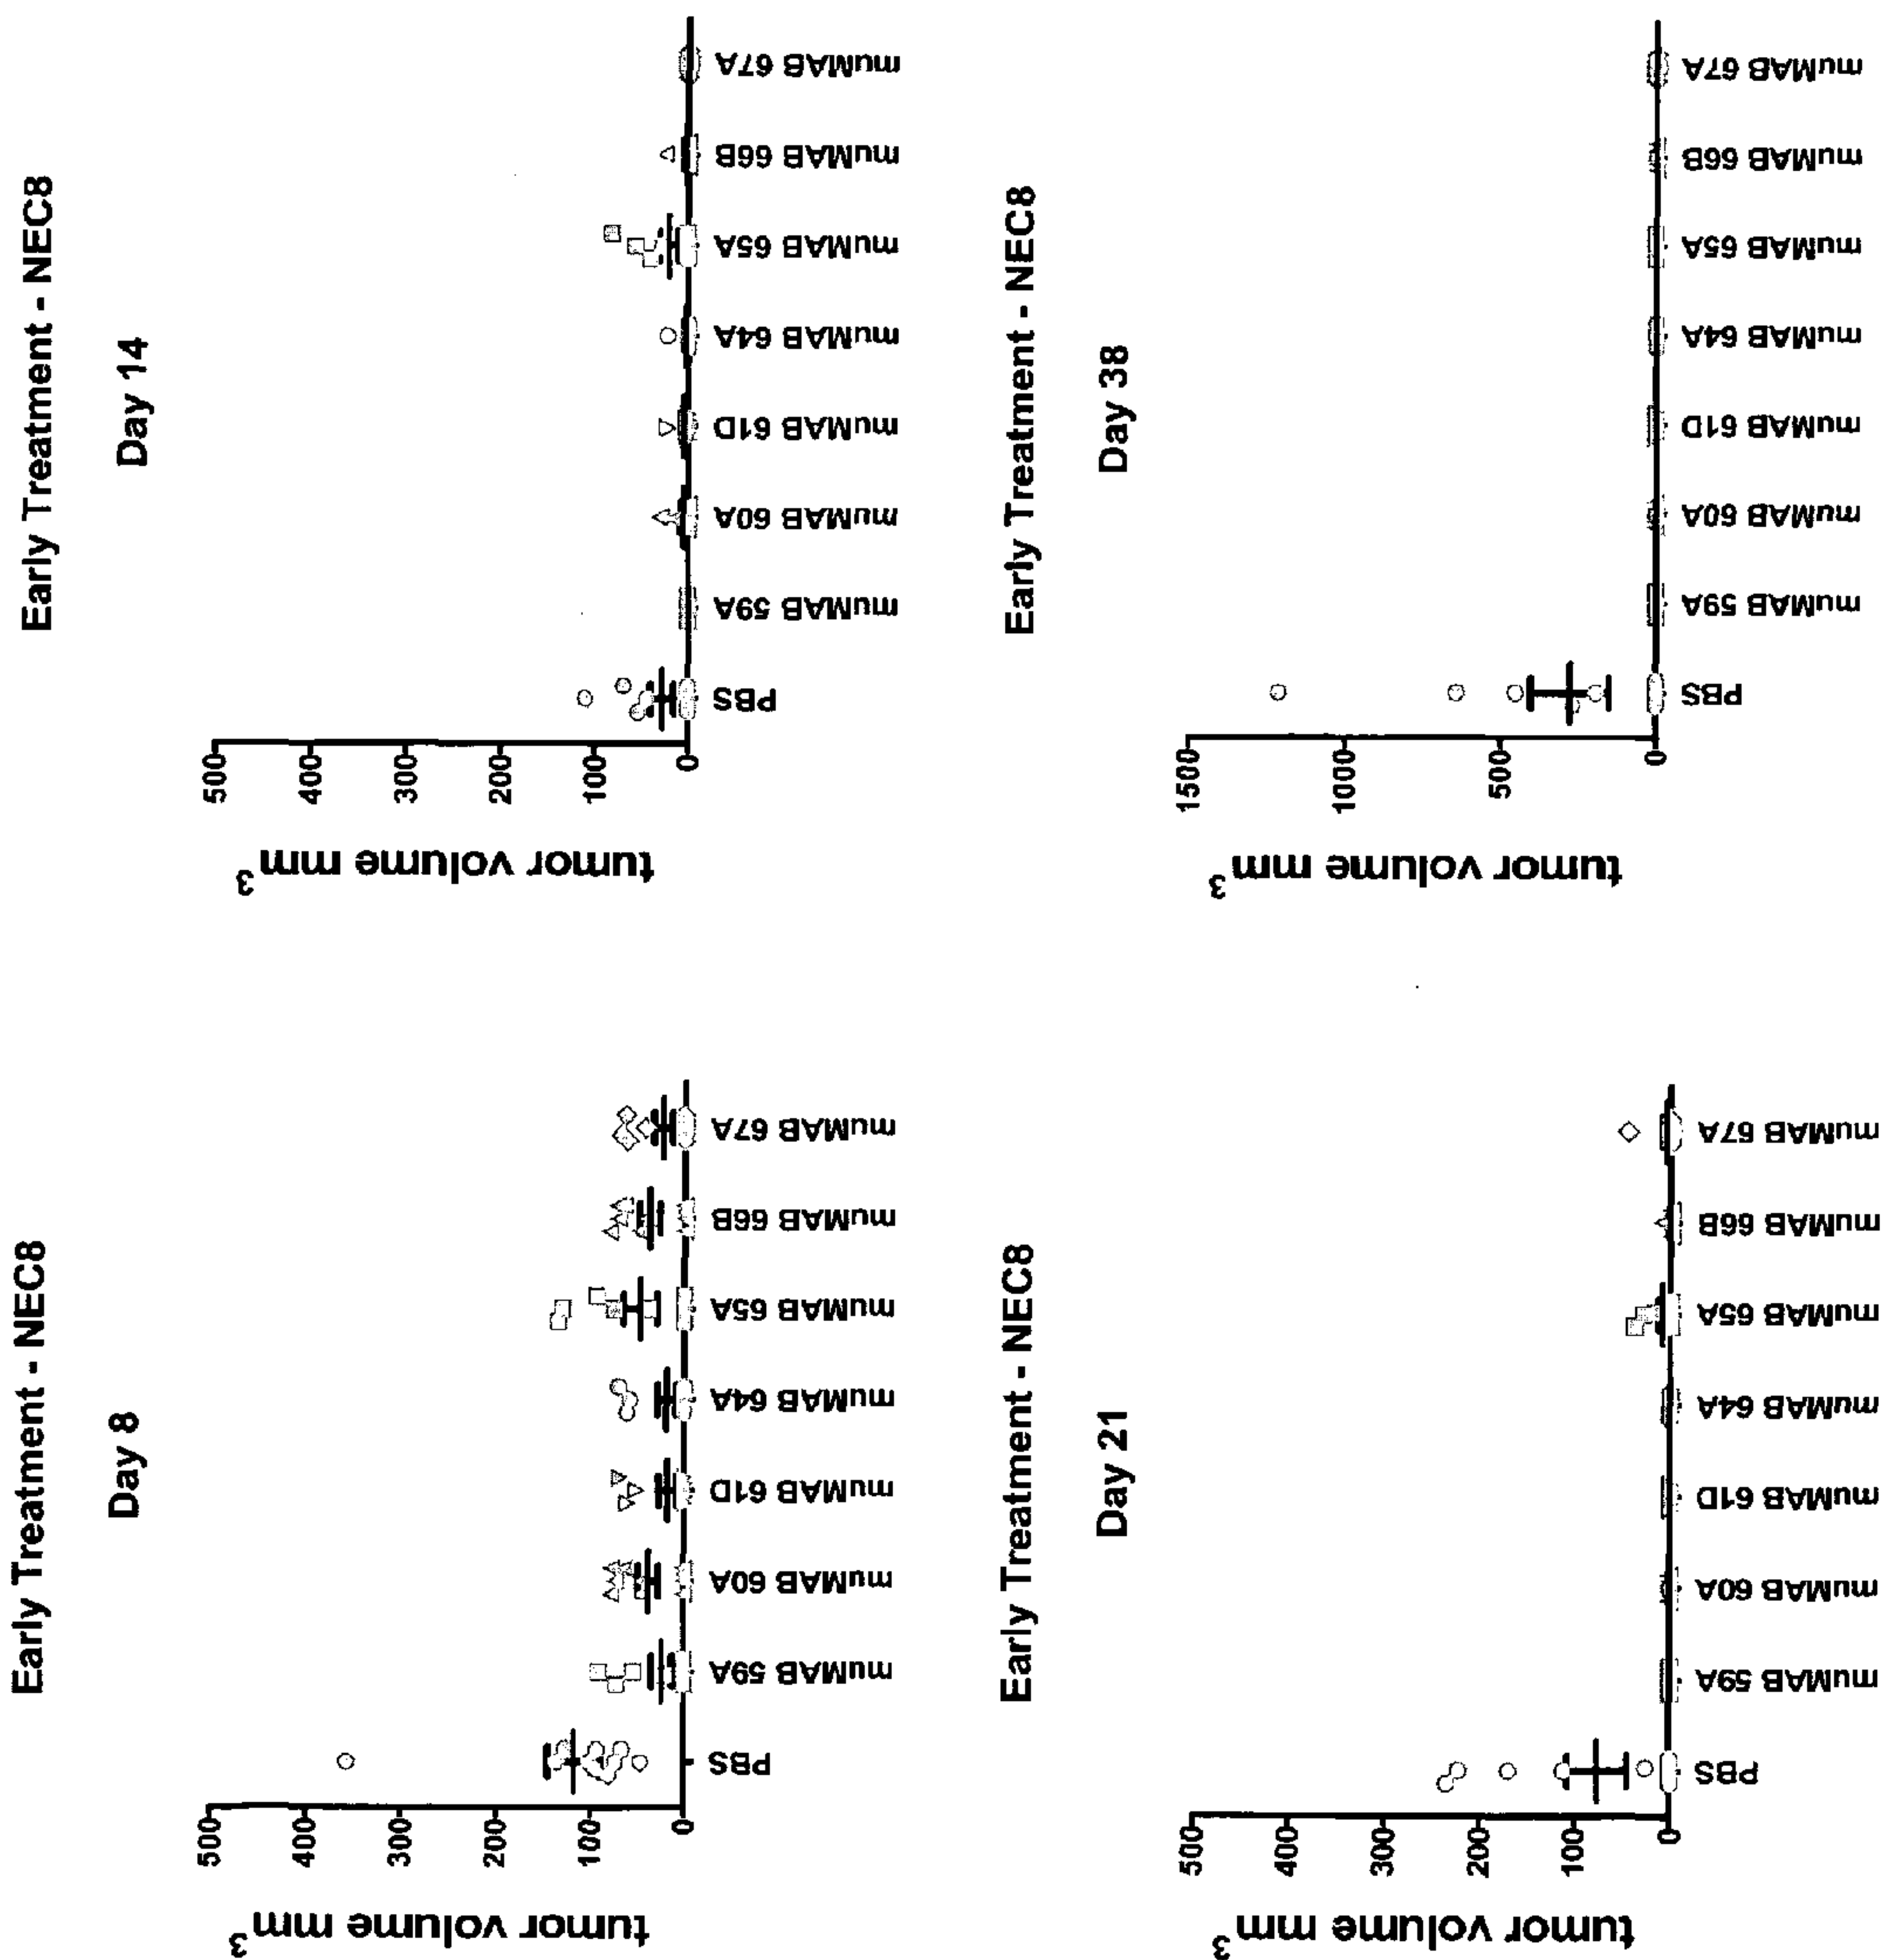 Early Treatment - NEC8
Day 8
tumor volume mm³
500
400
300
200
100
0
PBS
muMAB 59A
muMAB 60A
muMAB 61D
muMAB 64A
muMAB 65A
muMAB 66B
muMAB 67A
Early Treatment - NEC8
Day 14
tumor volume mm³
500
400
300
200
100
0
PBS
muMAB 59A
muMAB 60A
muMAB 61D
muMAB 64A
muMAB 65A
muMAB 66B
muMAB 67A
Early Treatment - NEC8
Day 21
tumor volume mm³
500
400
300
200
100
0
PBS
muMAB 59A
muMAB 60A
muMAB 61D
muMAB 64A
muMAB 65A
muMAB 66B
muMAB 67A
Early Treatment - NEC8
Day 38
tumor volume mm³
1500
1000
500
0
PBS
muMAB 59A
muMAB 60A
muMAB 61D
muMAB 64A
muMAB 65A
muMAB 66B
muMAB 67A